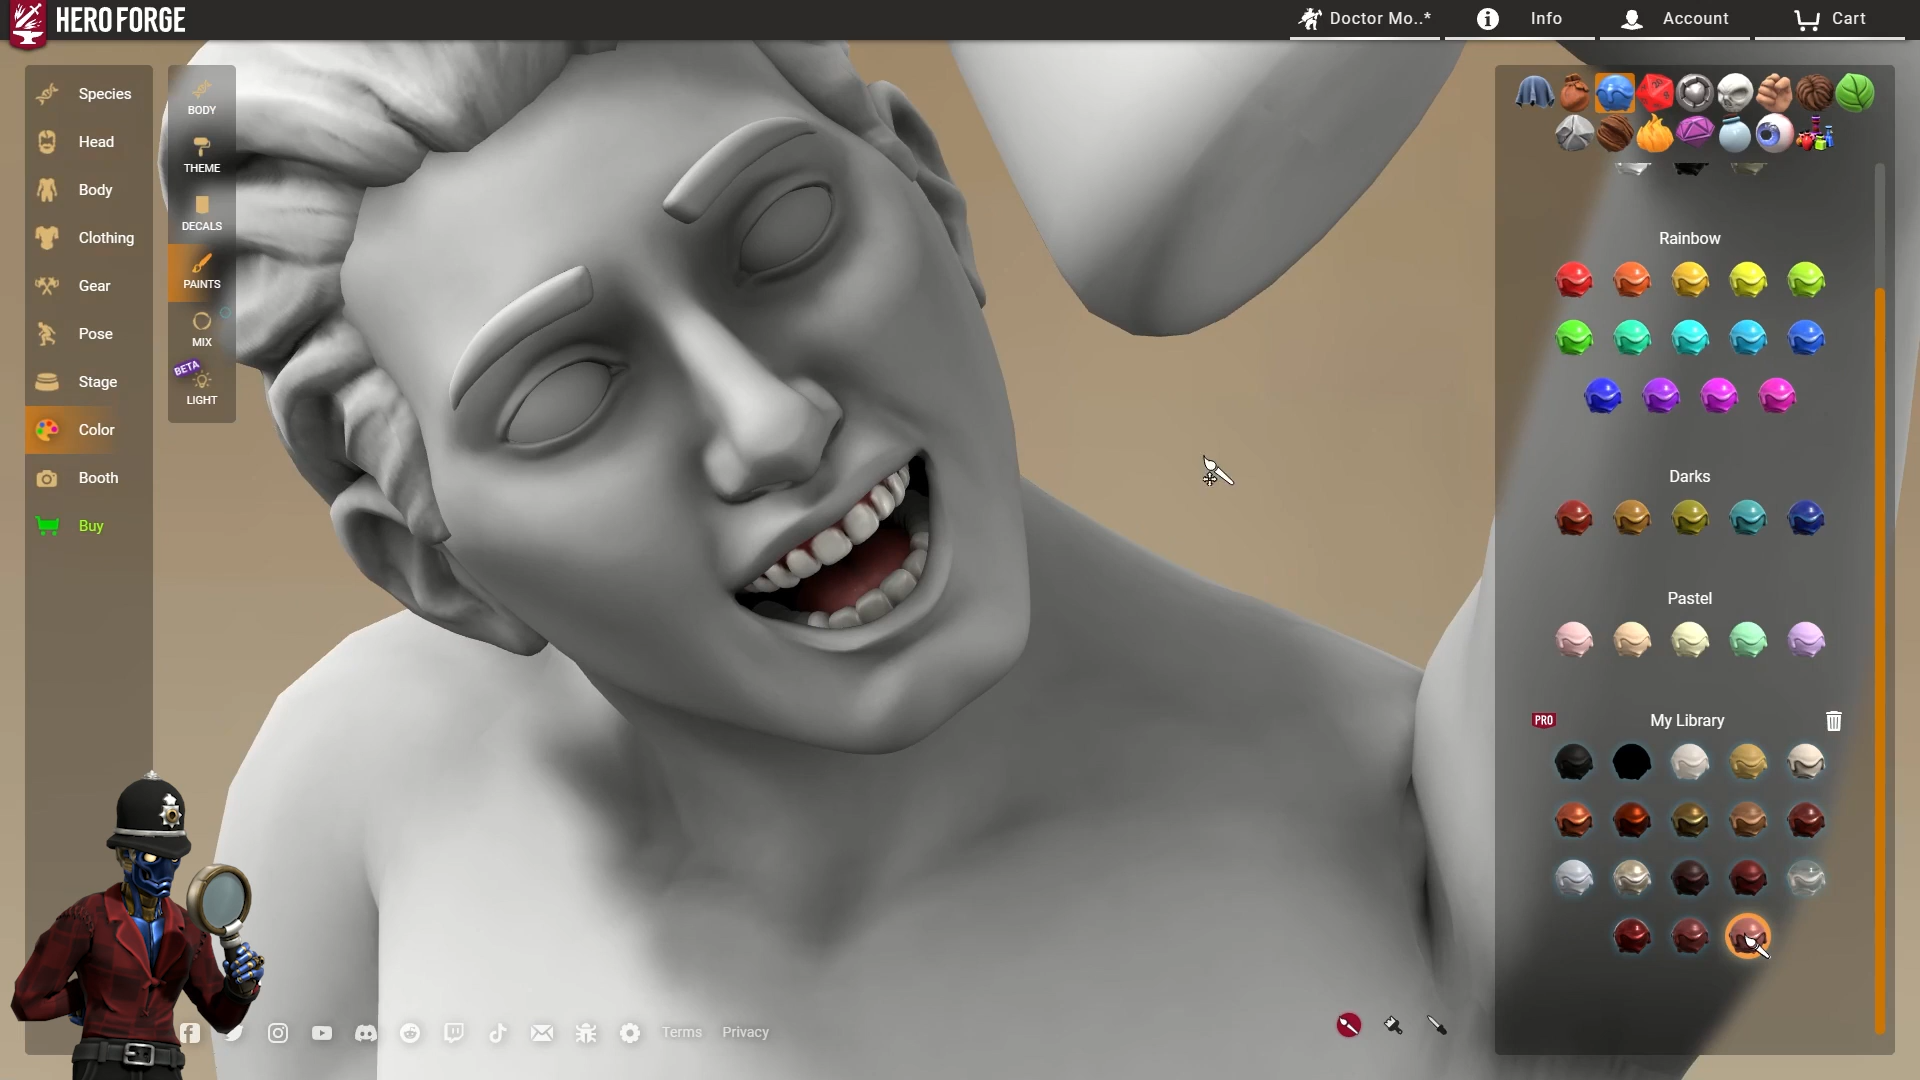 HERO FORGE
Doctor Mo..*
Info
Account
Cart
Species
Head
Body
Clothing
Gear
Pose
Stage
Color
Booth
Buy
BODY
THEME
DECALS
PAINTS
MIX
BETA
LIGHT
Rainbow
Darks
Pastel
PRO
My Library
Terms
Privacy